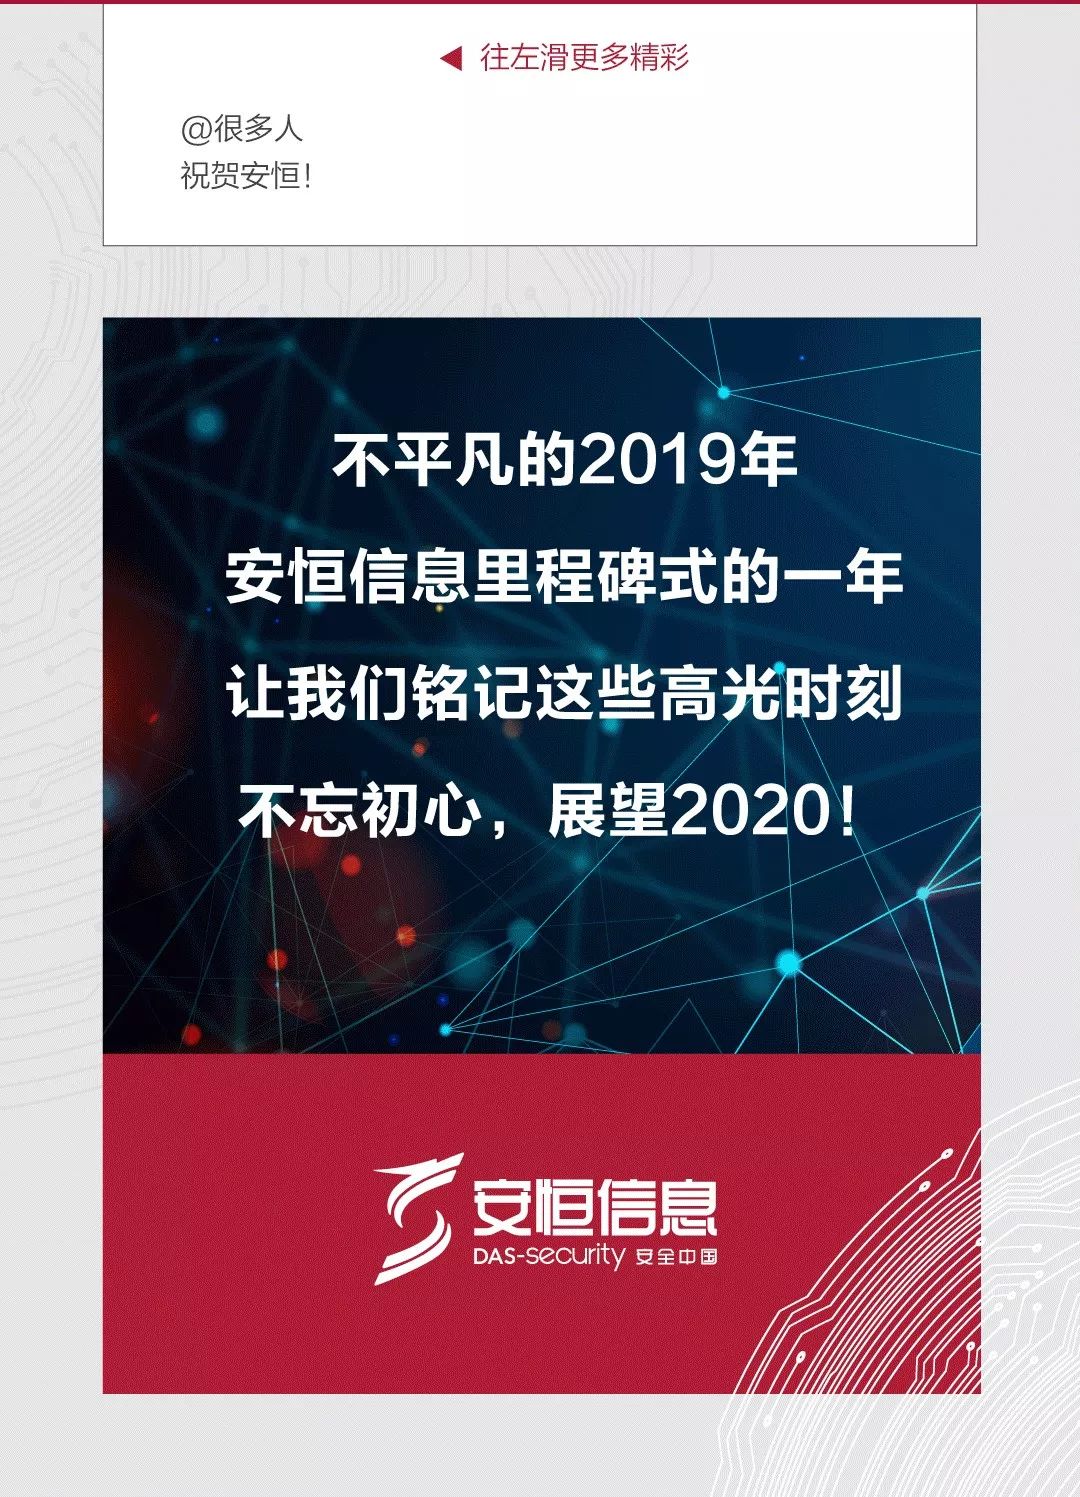 往左滑更多精彩
@很多人
祝贺安恒！
不平凡的2019年
安恒信息里程碑式的一年
让我们铭记这些高光时刻
不忘初心，展望2020！
安恒信息
DAS-security 安全中国